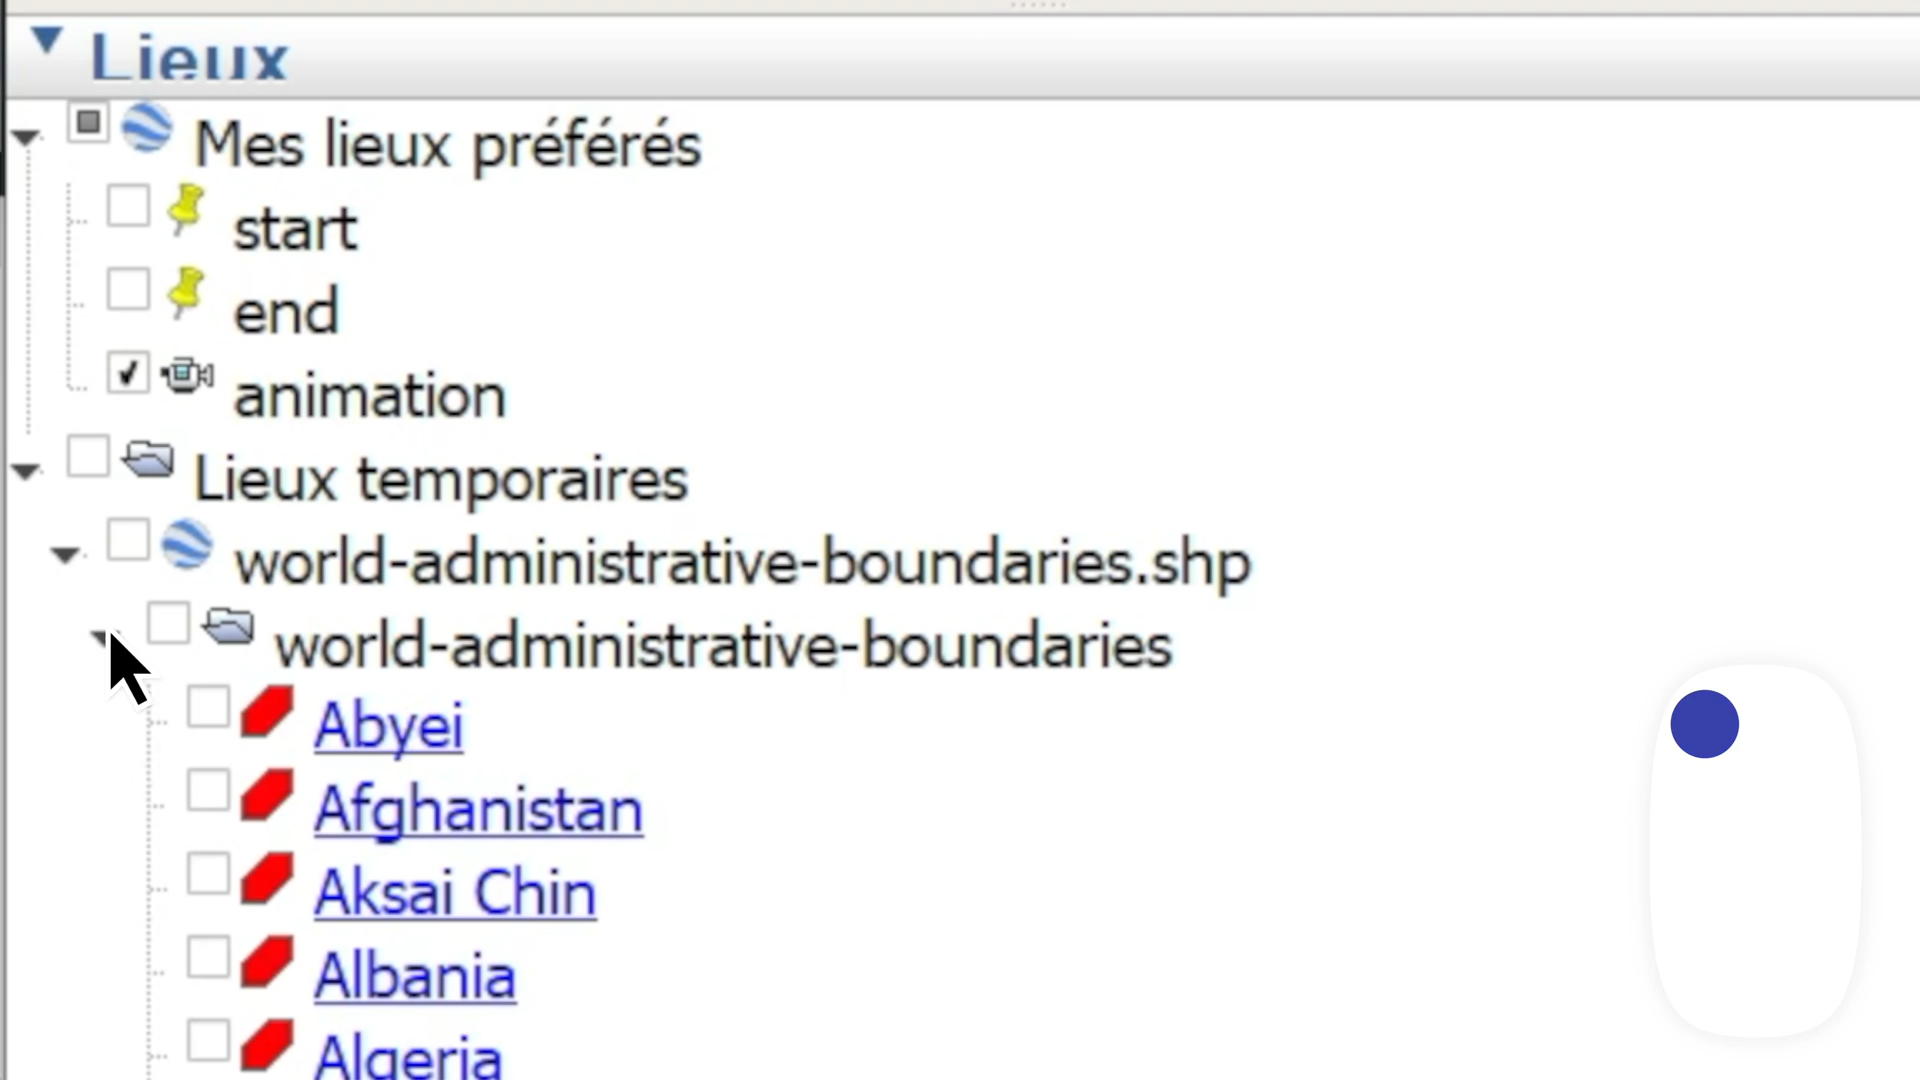 Lieux
Mes lieux préférés
start
end
animation
Lieux temporaires
world-administrative-boundaries.shp
world-administrative-boundaries
Abyei
Afghanistan
Aksai Chin
Albania
Algeria